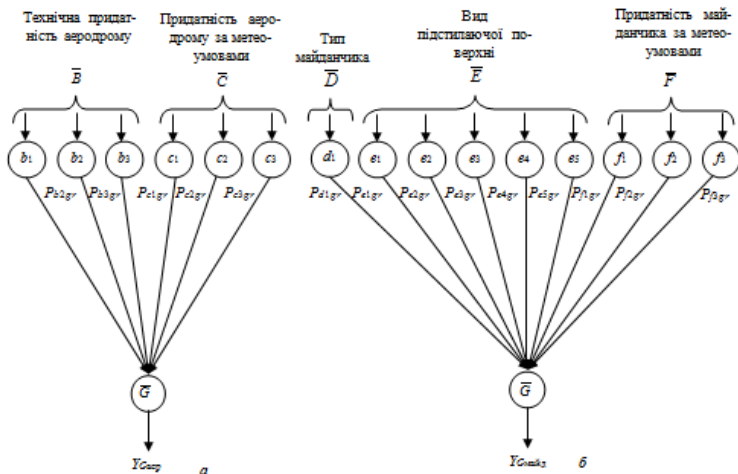 Технічна придат-
ність аеродрому
B̅
Придатність аеро-
дрому за метео-
умовами
C̅
Тип
майданчика
D̅
Вид
підстилаючої по-
верхні
E̅
Придатність май-
данчика за метео-
умовами
F̅
b1 b2 b3 c1 c2 c3 d1 e1 e2 e3 e4 e5 f1 f2 f3
Pb2gr Pb3gr Pc1gr Pc2gr Pc3gr Pd1gr Pe1gr Pe2gr Pe3gr Pe4gr Pe5gr Pf1gr Pf2gr Pf3gr
G̅ G̅
YGаер а YGмайд б